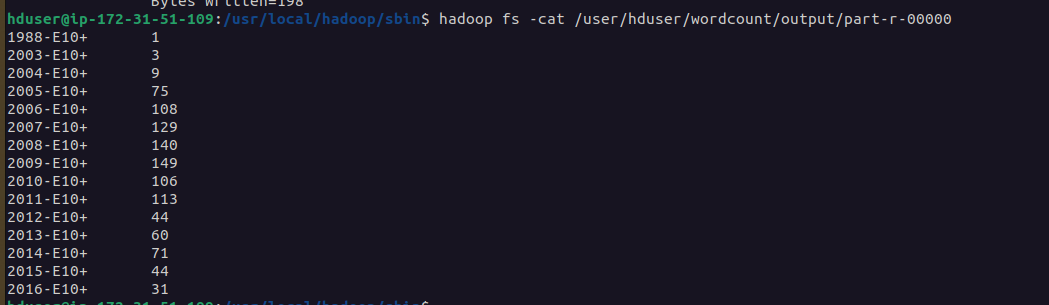 Bytes Written=198
hduser@ip-172-31-51-109:/usr/local/hadoop/sbin$ hadoop fs -cat /user/hduser/wordcount/output/part-r-00000
1988-E10+	1
2003-E10+	3
2004-E10+	9
2005-E10+	75
2006-E10+	108
2007-E10+	129
2008-E10+	140
2009-E10+	149
2010-E10+	106
2011-E10+	113
2012-E10+	44
2013-E10+	60
2014-E10+	71
2015-E10+	44
2016-E10+	31
hduser@ip-172-31-51-109:/usr/local/hadoop/sbin$